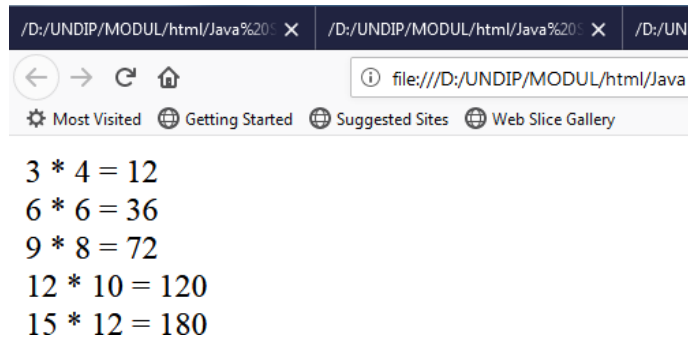 /D:/UNDIP/MODUL/html/Java%20S /D:/UNDIP/MODUL/html/Java%20S /D:/UN
file:///D:/UNDIP/MODUL/html/Java
Most Visited Getting Started Suggested Sites Web Slice Gallery
3 * 4 = 12
6 * 6 = 36
9 * 8 = 72
12 * 10 = 120
15 * 12 = 180